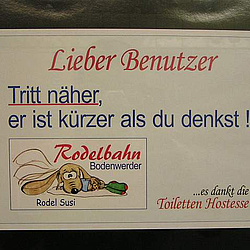 Lieber Benutzer
Tritt näher,
er ist kürzer als du denkst !
Rodelbahn
Bodenwerder
Rodel Susi
...es dankt die
Toiletten Hostesse